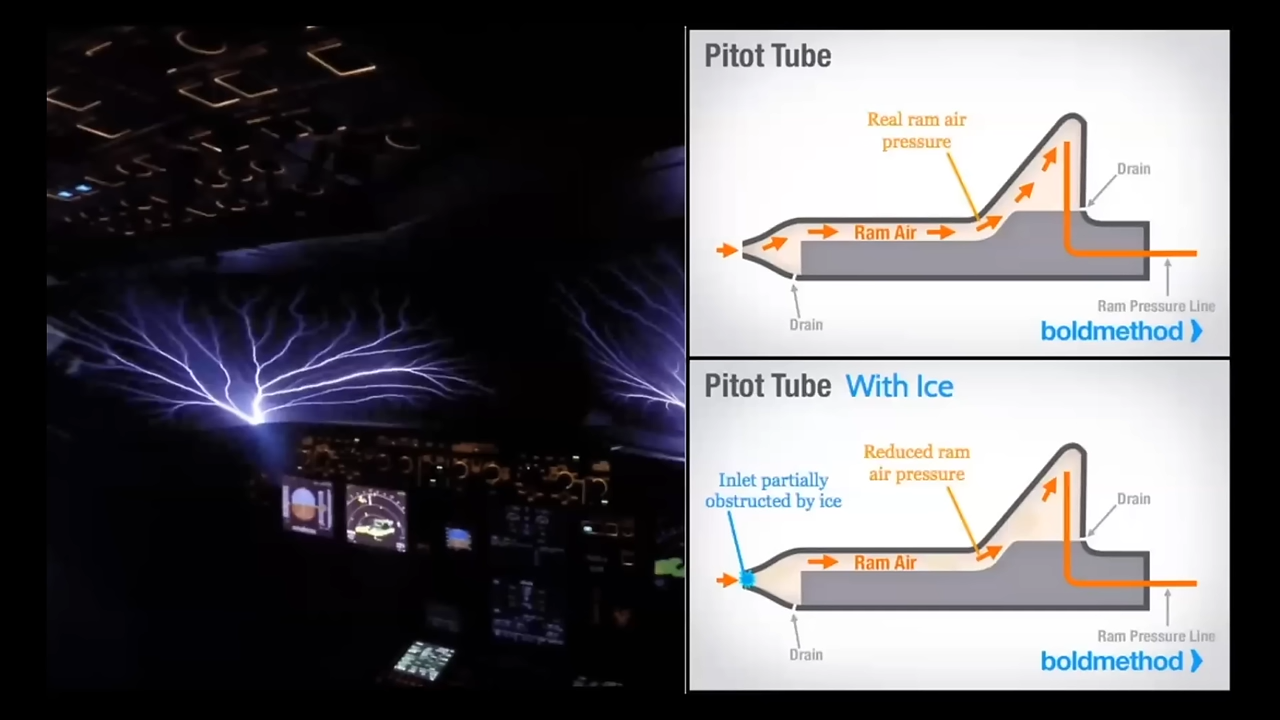 Pitot Tube
Real ram air
pressure
Drain
Ram Air
Drain
Ram Pressure Line
boldmethod
Pitot Tube With Ice
Reduced ram
air pressure
Inlet partially
obstructed by ice
Drain
Ram Air
Drain
Ram Pressure Line
boldmethod